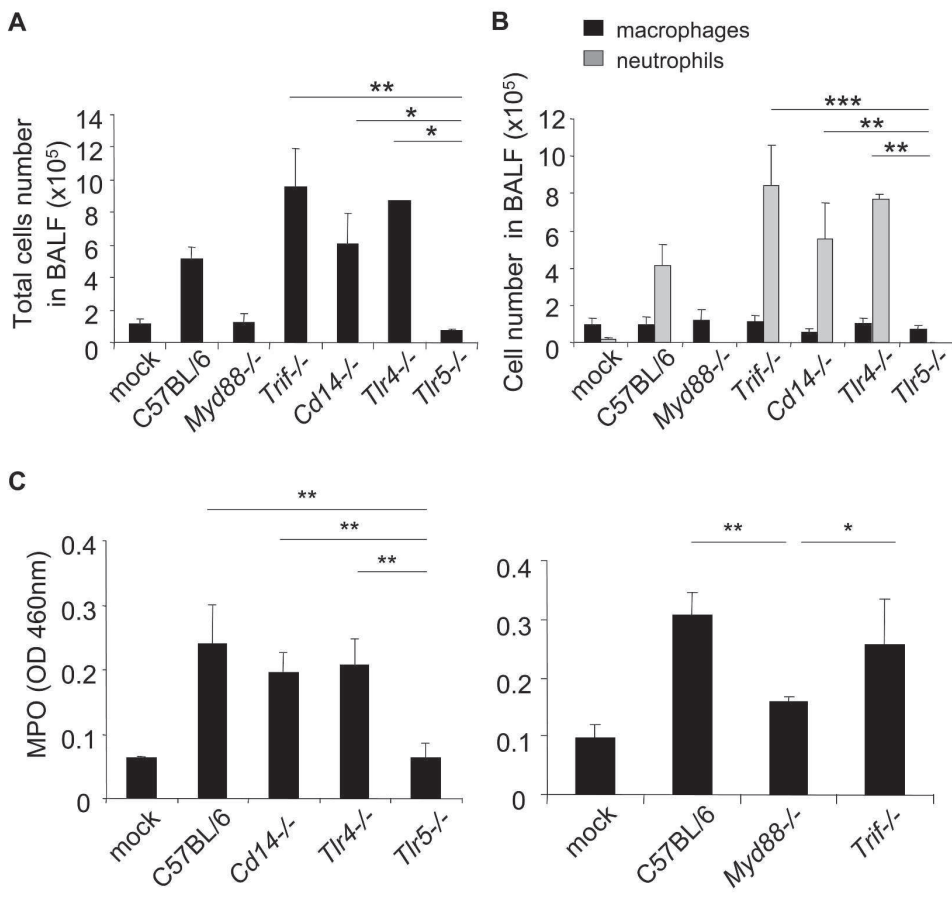 A
Total cells number
in BALF (x10⁵)
14
12
10
8
6
4
2
0
**
*
*
mock
C57BL/6
Myd88-/-
Trif-/-
Cd14-/-
Tlr4-/-
Tlr5-/-
B
macrophages
neutrophils
Cell number in BALF (x10⁵)
12
10
8
6
4
2
0
***
**
**
mock
C57BL/6
Myd88-/-
Trif-/-
Cd14-/-
Tlr4-/-
Tlr5-/-
C
MPO (OD 460nm)
0.4
0.3
0.2
0.1
0
**
**
**
mock
C57BL/6
Cd14-/-
Tlr4-/-
Tlr5-/-
0.4
0.3
0.2
0.1
0
**
*
mock
C57BL/6
Myd88-/-
Trif-/-